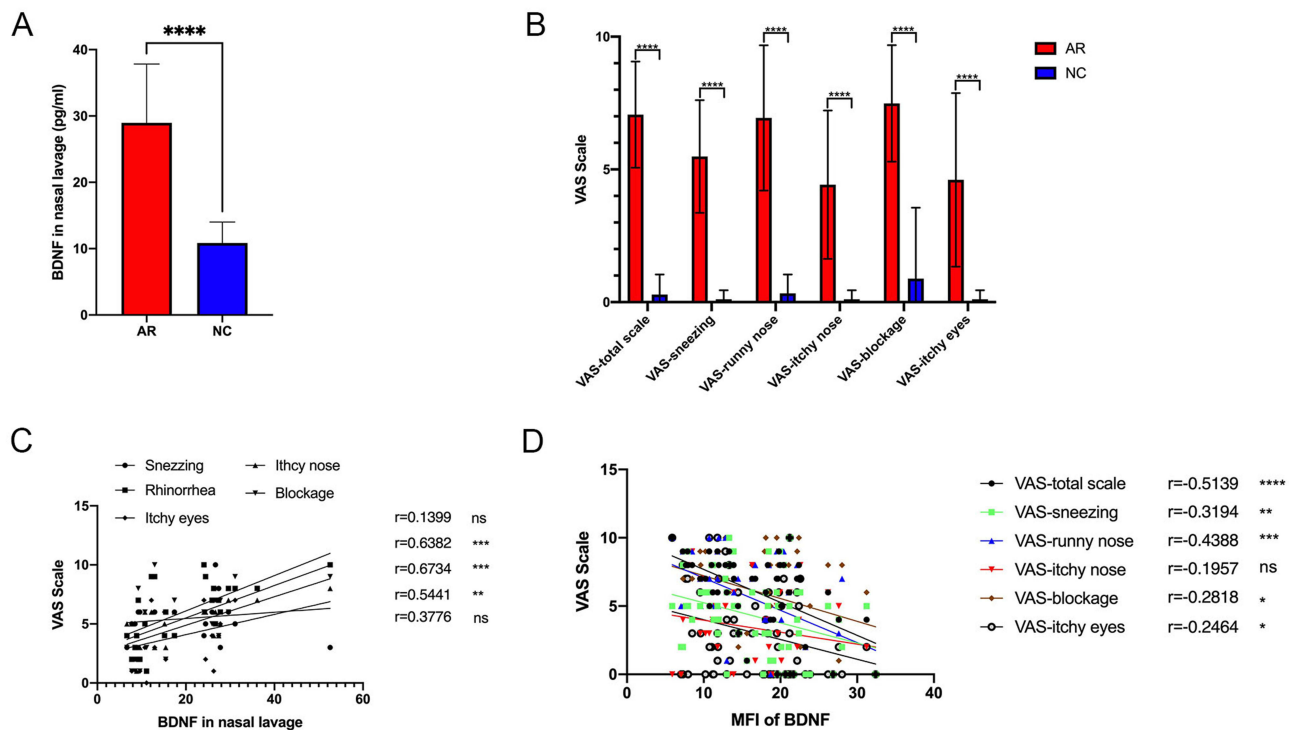 A
****
BDNF in nasal lavage (pg/ml)
40
30
20
10
0
AR
NC
B
VAS Scale
10
5
0
****
****
****
****
****
****
AR
NC
VAS-total scale
VAS-sneezing
VAS-runny nose
VAS-itchy nose
VAS-blockage
VAS-itchy eyes
C
Snezzing
Ithcy nose
Rhinorrhea
Blockage
Itchy eyes
VAS Scale
15
10
5
0
0
20
40
60
BDNF in nasal lavage
r=0.1399 ns
r=0.6382 ***
r=0.6734 ***
r=0.5441 **
r=0.3776 ns
D
VAS Scale
15
10
5
0
0
10
20
30
40
MFI of BDNF
VAS-total scale r=-0.5139 ****
VAS-sneezing r=-0.3194 **
VAS-runny nose r=-0.4388 ***
VAS-itchy nose r=-0.1957 ns
VAS-blockage r=-0.2818 *
VAS-itchy eyes r=-0.2464 *